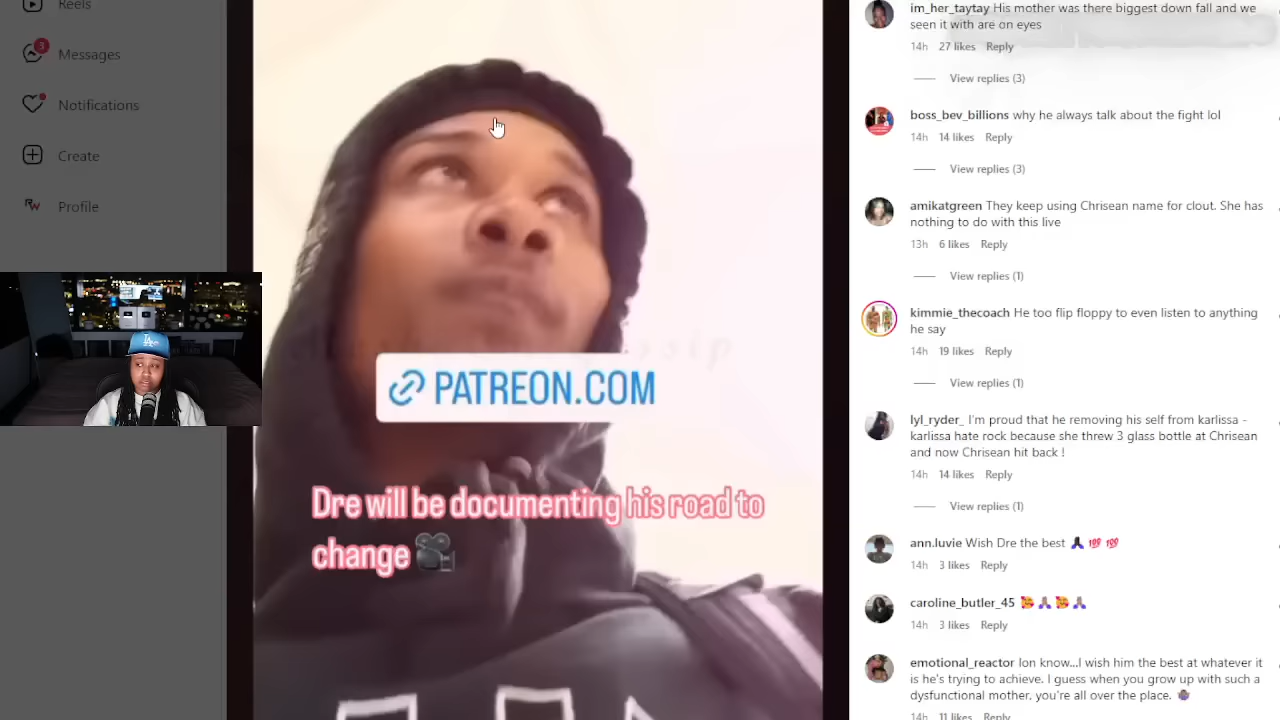 Reels
3
Messages
Notifications
Create
RW
Profile
PATREON.COM
Dre will be documenting his road to
change
im_her_taytay His mother was there biggest down fall and we
seen it with are on eyes
14h 27 likes Reply
View replies (3)
boss_bev_billions why he always talk about the fight lol
14h 14 likes Reply
View replies (3)
amikatgreen They keep using Chrisean name for clout. She has
nothing to do with this live
13h 6 likes Reply
View replies (1)
kimmie_thecoach He too flip floppy to even listen to anything
he say
14h 19 likes Reply
View replies (1)
lyl_ryder_ I'm proud that he removing his self from karlissa -
karlissa hate rock because she threw 3 glass bottle at Chrisean
and now Chrisean hit back !
14h 14 likes Reply
View replies (1)
ann.luvie Wish Dre the best 💯 💯
14h 3 likes Reply
caroline_butler_45 🥰🙏🏽🥰🙏🏽
14h 3 likes Reply
emotional_reactor Ion know...I wish him the best at whatever it
is he's trying to achieve. I guess when you grow up with such a
dysfunctional mother, you're all over the place.
14h 11 likes Reply